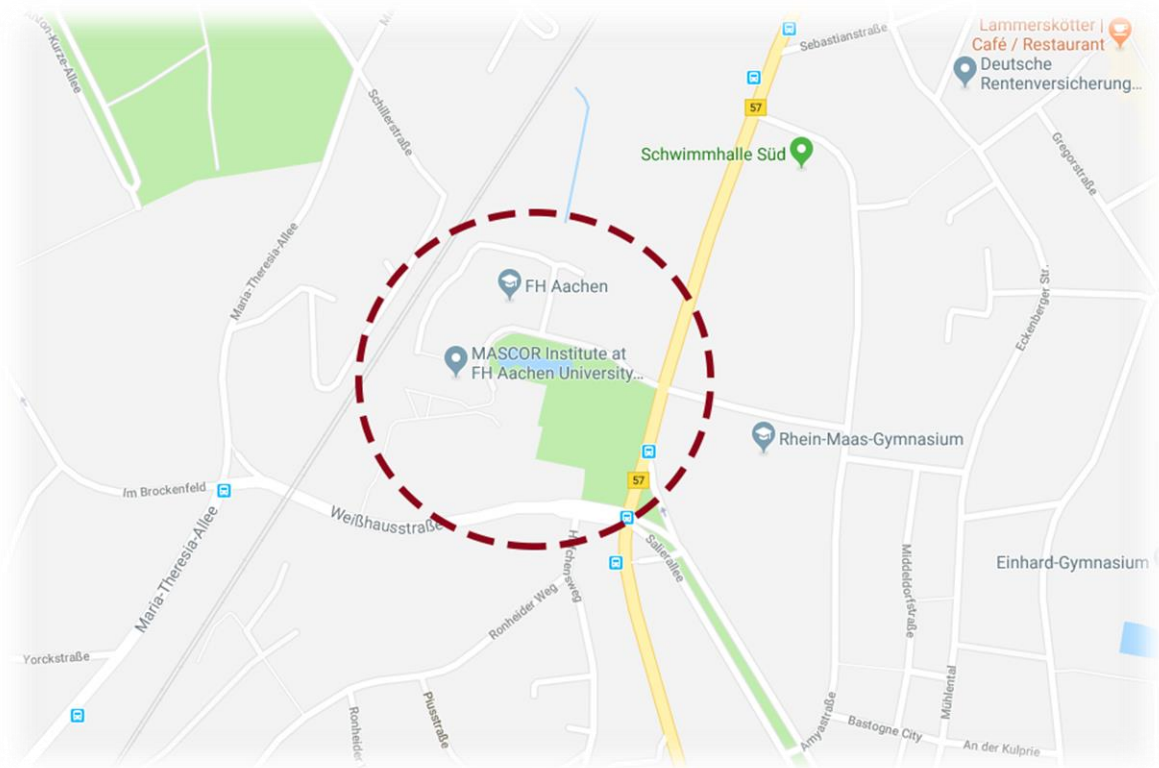 Lammerskötter |
Café / Restaurant
Sebastianstraße
Deutsche
Rentenversicherung...
57
Schillerstraße
Schwimmhalle Süd
Gregorstraße
Maria-Theresia-Allee
FH Aachen
Eckenberger Str.
MASCOR Institute at
FH Aachen University...
Rhein-Maas-Gymnasium
57
Im Brockenfeld
Weißhausstraße
Maria-Theresia-Allee
Salierallee
Einhard-Gymnasium
Middeldorfstraße
Ronheider Weg
Yorckstraße
Mühlental
Piusstraße
Ronheider
Amyastraße
Bastogne City
An der Kulprie